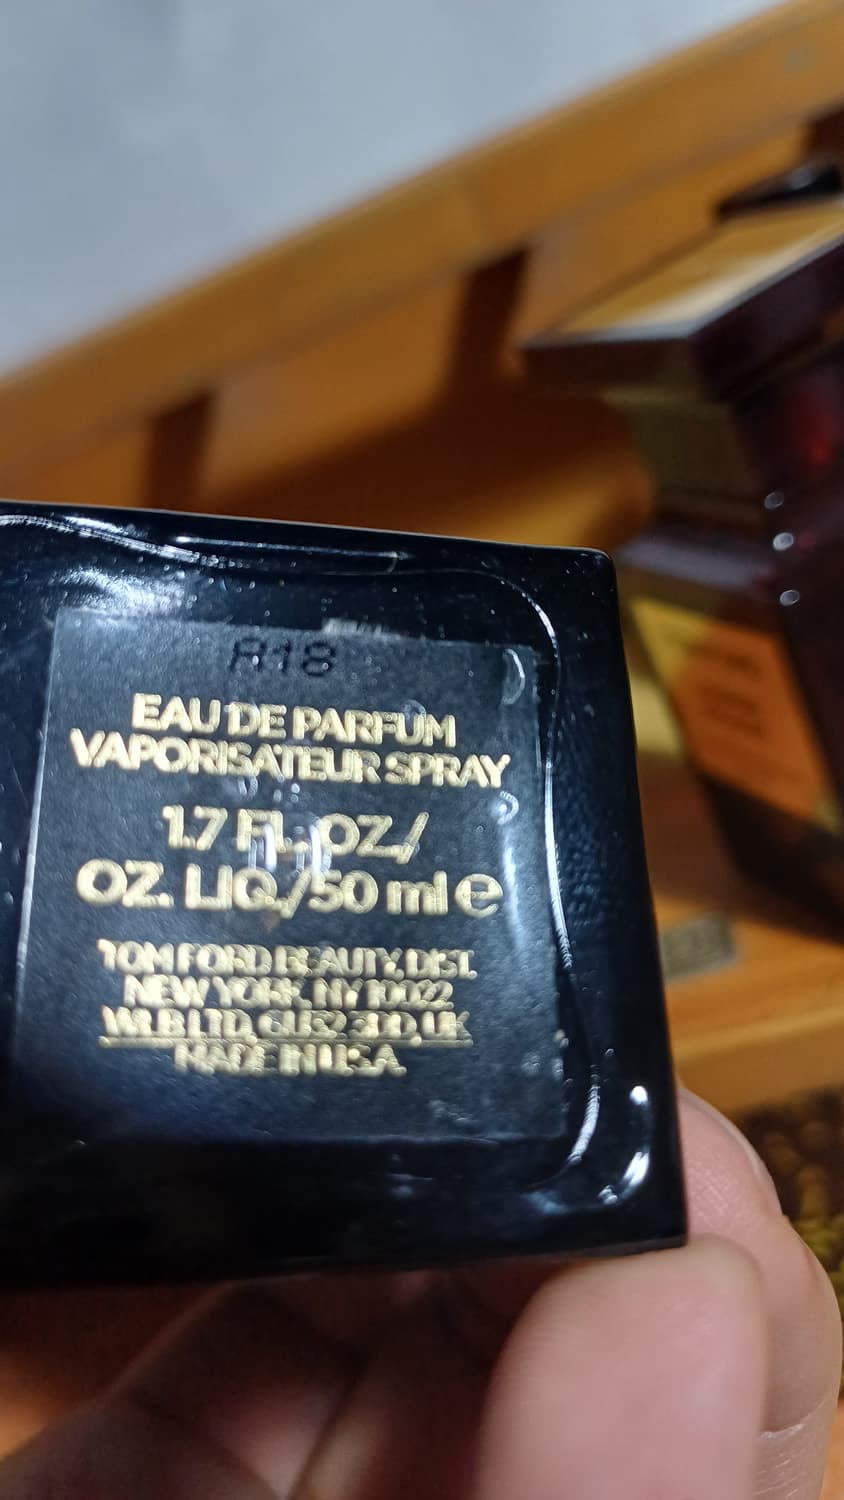 A18
EAU DE PARFUM
VAPORISATEUR SPRAY
1.7 FL. OZ./
OZ. LIQ./50 ml e
TOM FORD BEAUTY, DIST.
NEW YORK, NY 10022
MADE IN U.S.A.